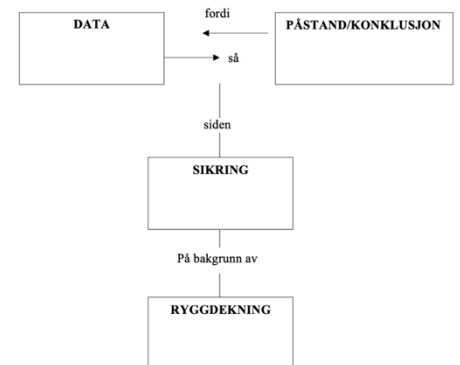 fordi
DATA
PÅSTAND/KONKLUSJON
så
siden
SIKRING
På bakgrunn av
RYGGDEKNING